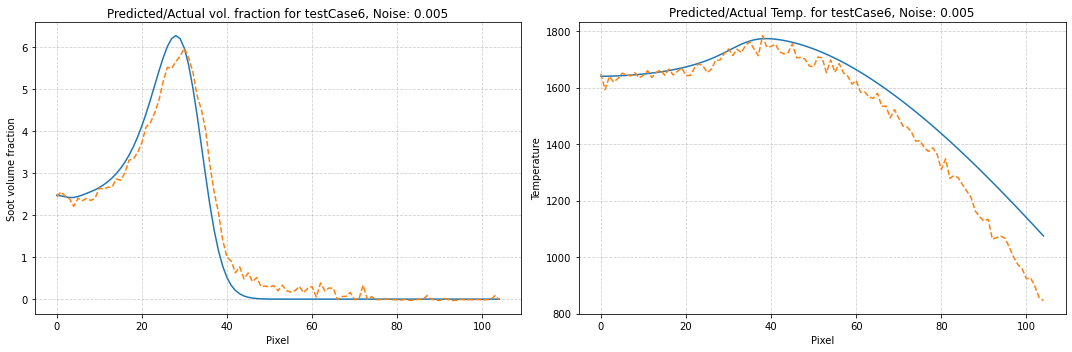 Predicted/Actual vol. fraction for testCase6, Noise: 0.005
Soot volume fraction
6
5
4
3
2
1
0
0 20 40 60 80 100
Pixel
Predicted/Actual Temp. for testCase6, Noise: 0.005
Temperature
1800
1600
1400
1200
1000
800
0 20 40 60 80 100
Pixel